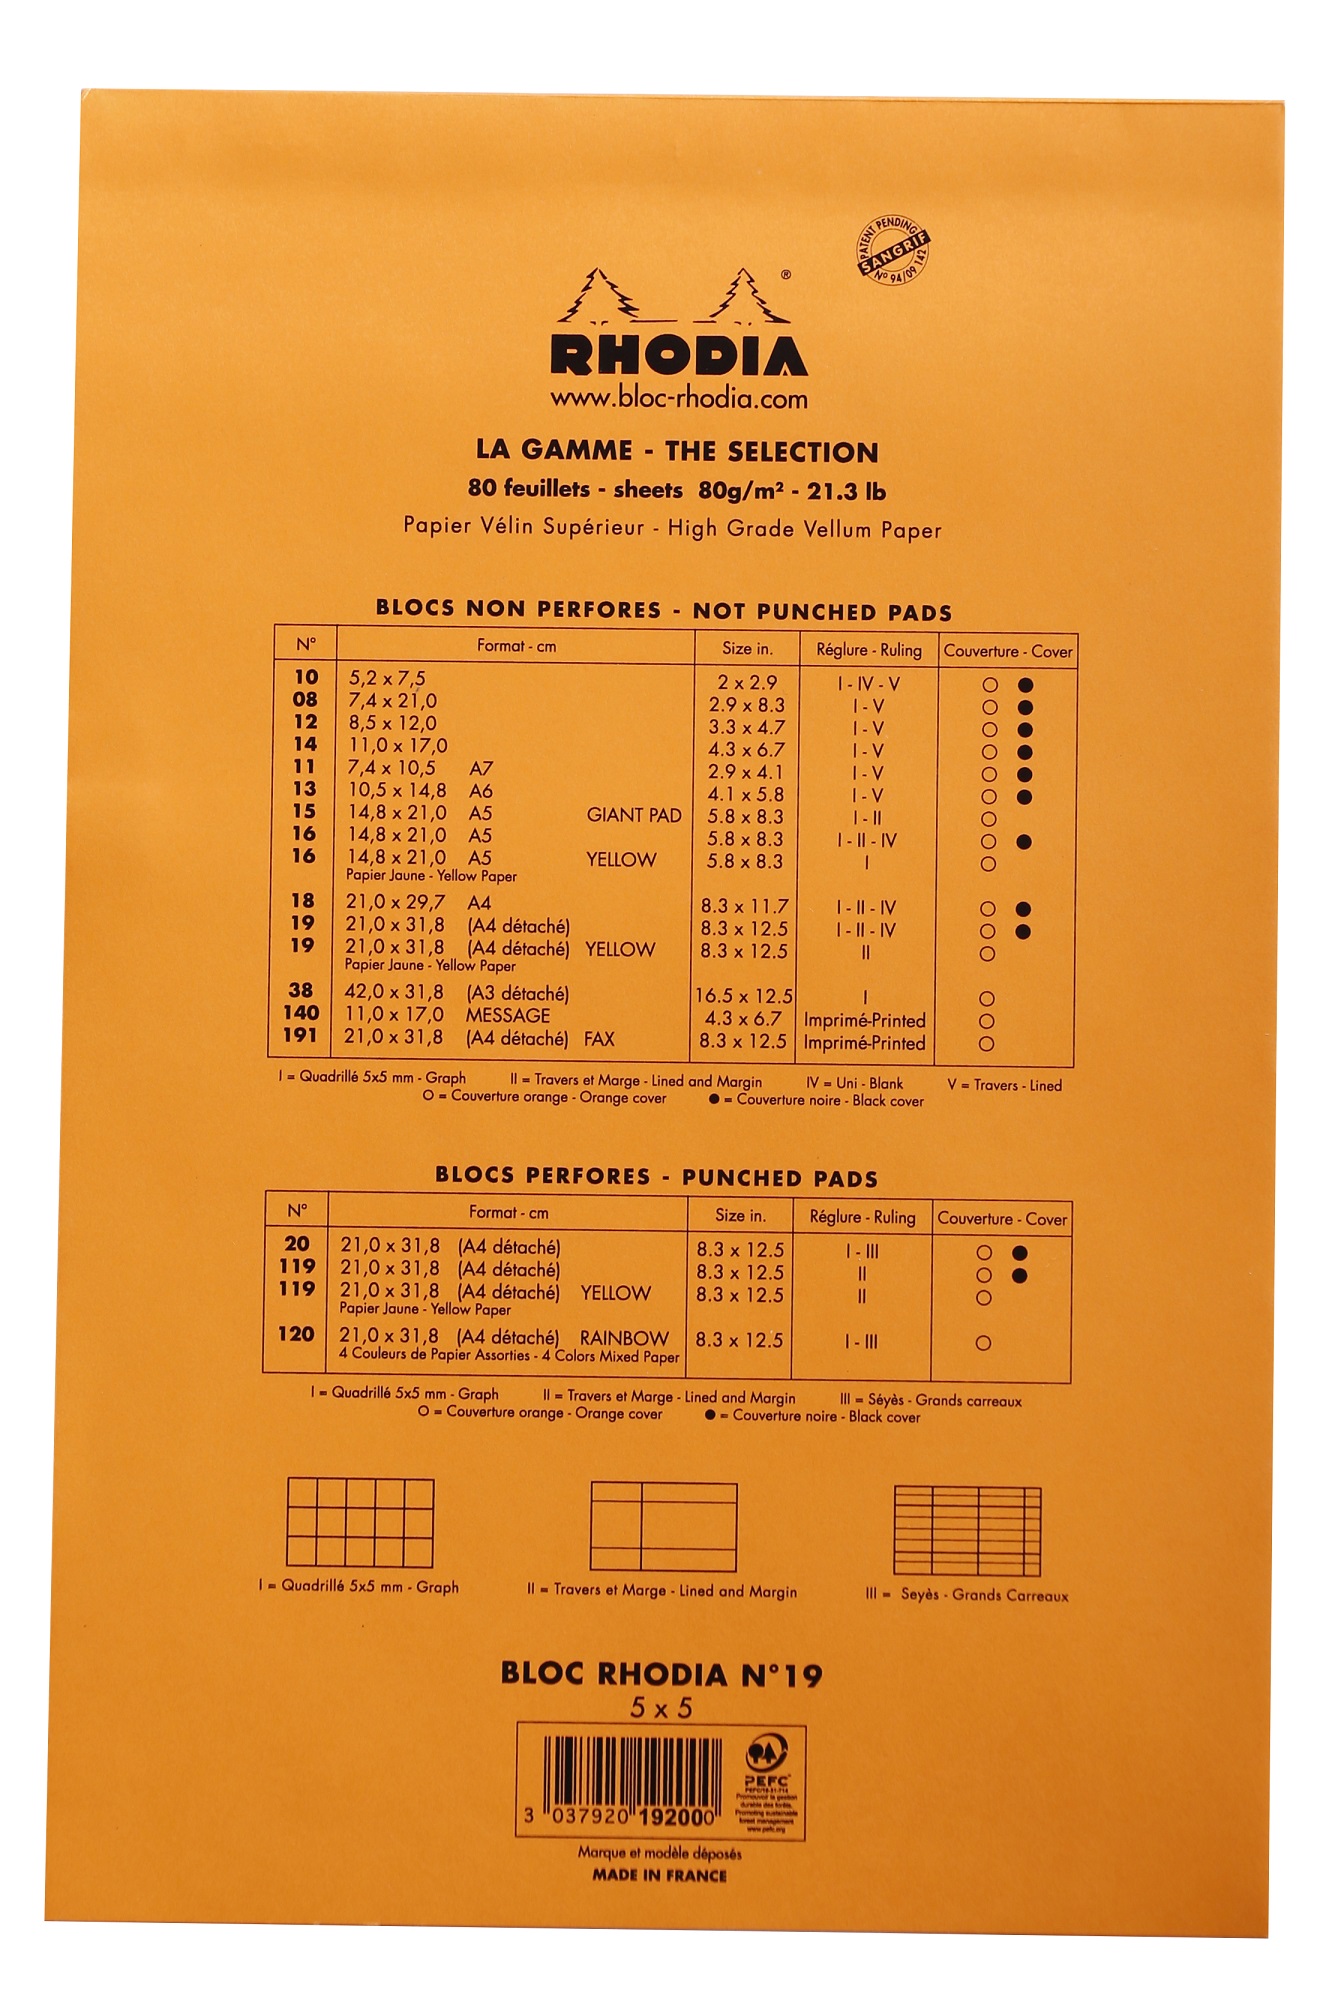 PATENT PENDING
SANGRIF
N° 94/09 142
®
RHODIA
www.bloc-rhodia.com
LA GAMME - THE SELECTION
80 feuillets - sheets 80g/m² - 21.3 lb
Papier Vélin Supérieur - High Grade Vellum Paper
BLOCS NON PERFORES - NOT PUNCHED PADS
N° Format - cm Size in. Réglure - Ruling Couverture - Cover
10 5,2 x 7,5 2 x 2.9 I - IV - V ○ ●
08 7,4 x 21,0 2.9 x 8.3 I - V ○ ●
12 8,5 x 12,0 3.3 x 4.7 I - V ○ ●
14 11,0 x 17,0 4.3 x 6.7 I - V ○ ●
11 7,4 x 10,5 A7 2.9 x 4.1 I - V ○ ●
13 10,5 x 14,8 A6 4.1 x 5.8 I - V ○ ●
15 14,8 x 21,0 A5 GIANT PAD 5.8 x 8.3 I - II ○
16 14,8 x 21,0 A5 5.8 x 8.3 I - II - IV ○ ●
16 14,8 x 21,0 A5 YELLOW 5.8 x 8.3 I ○
Papier Jaune - Yellow Paper
18 21,0 x 29,7 A4 8.3 x 11.7 I - II - IV ○ ●
19 21,0 x 31,8 (A4 détaché) 8.3 x 12.5 I - II - IV ○ ●
19 21,0 x 31,8 (A4 détaché) YELLOW 8.3 x 12.5 II ○
Papier Jaune - Yellow Paper
38 42,0 x 31,8 (A3 détaché) 16.5 x 12.5 I ○
140 11,0 x 17,0 MESSAGE 4.3 x 6.7 Imprimé-Printed ○
191 21,0 x 31,8 (A4 détaché) FAX 8.3 x 12.5 Imprimé-Printed ○
I = Quadrillé 5x5 mm - Graph II = Travers et Marge - Lined and Margin IV = Uni - Blank V = Travers - Lined
○ = Couverture orange - Orange cover ● = Couverture noire - Black cover
BLOCS PERFORES - PUNCHED PADS
N° Format - cm Size in. Réglure - Ruling Couverture - Cover
20 21,0 x 31,8 (A4 détaché) 8.3 x 12.5 I - III ○ ●
119 21,0 x 31,8 (A4 détaché) 8.3 x 12.5 II ○ ●
119 21,0 x 31,8 (A4 détaché) YELLOW 8.3 x 12.5 II ○
Papier Jaune - Yellow Paper
120 21,0 x 31,8 (A4 détaché) RAINBOW 8.3 x 12.5 I - III ○
4 Couleurs de Papier Assorties - 4 Colors Mixed Paper
I = Quadrillé 5x5 mm - Graph II = Travers et Marge - Lined and Margin III = Séyès - Grands carreaux
○ = Couverture orange - Orange cover ● = Couverture noire - Black cover
I = Quadrillé 5x5 mm - Graph II = Travers et Marge - Lined and Margin III = Seyès - Grands Carreaux
BLOC RHODIA N°19
5 x 5
3 037920 192000
PEFC
Promouvoir la gestion
durable des forêts.
Promoting sustainable
forest management
www.pefc.org
Marque et modèle déposés
MADE IN FRANCE